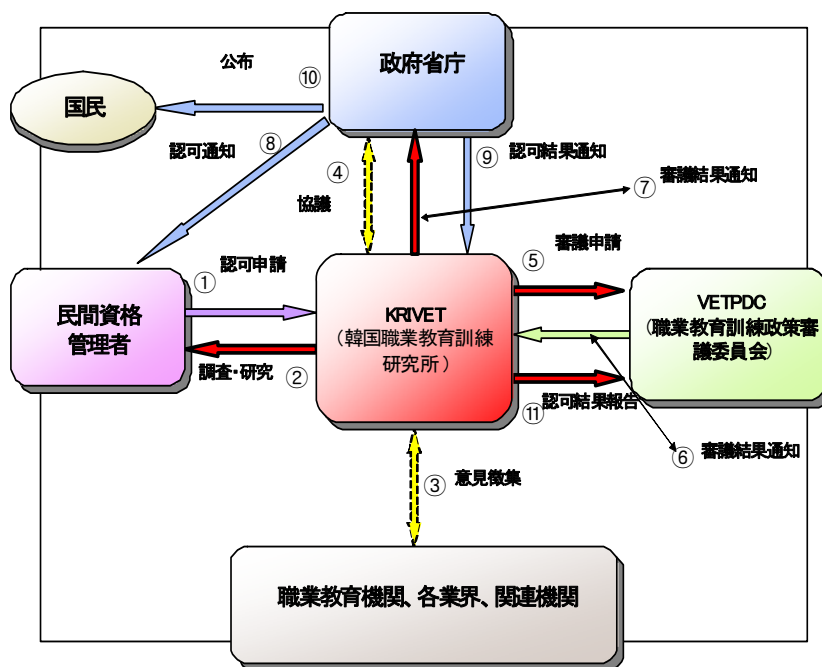 公布
⑩
政府省庁
国民
認可通知
⑧
④
協議
⑨
認可結果通知
⑦
審議結果通知
①
認可申請
⑤
審議申請
民間資格
管理者
KRIVET
(韓国職業教育訓練
研究所)
VETPDC
(職業教育訓練政策審
議委員会)
調査・研究
②
⑪
認可結果報告
⑥
審議結果通知
③
意見徴集
職業教育機関、各業界、関連機関